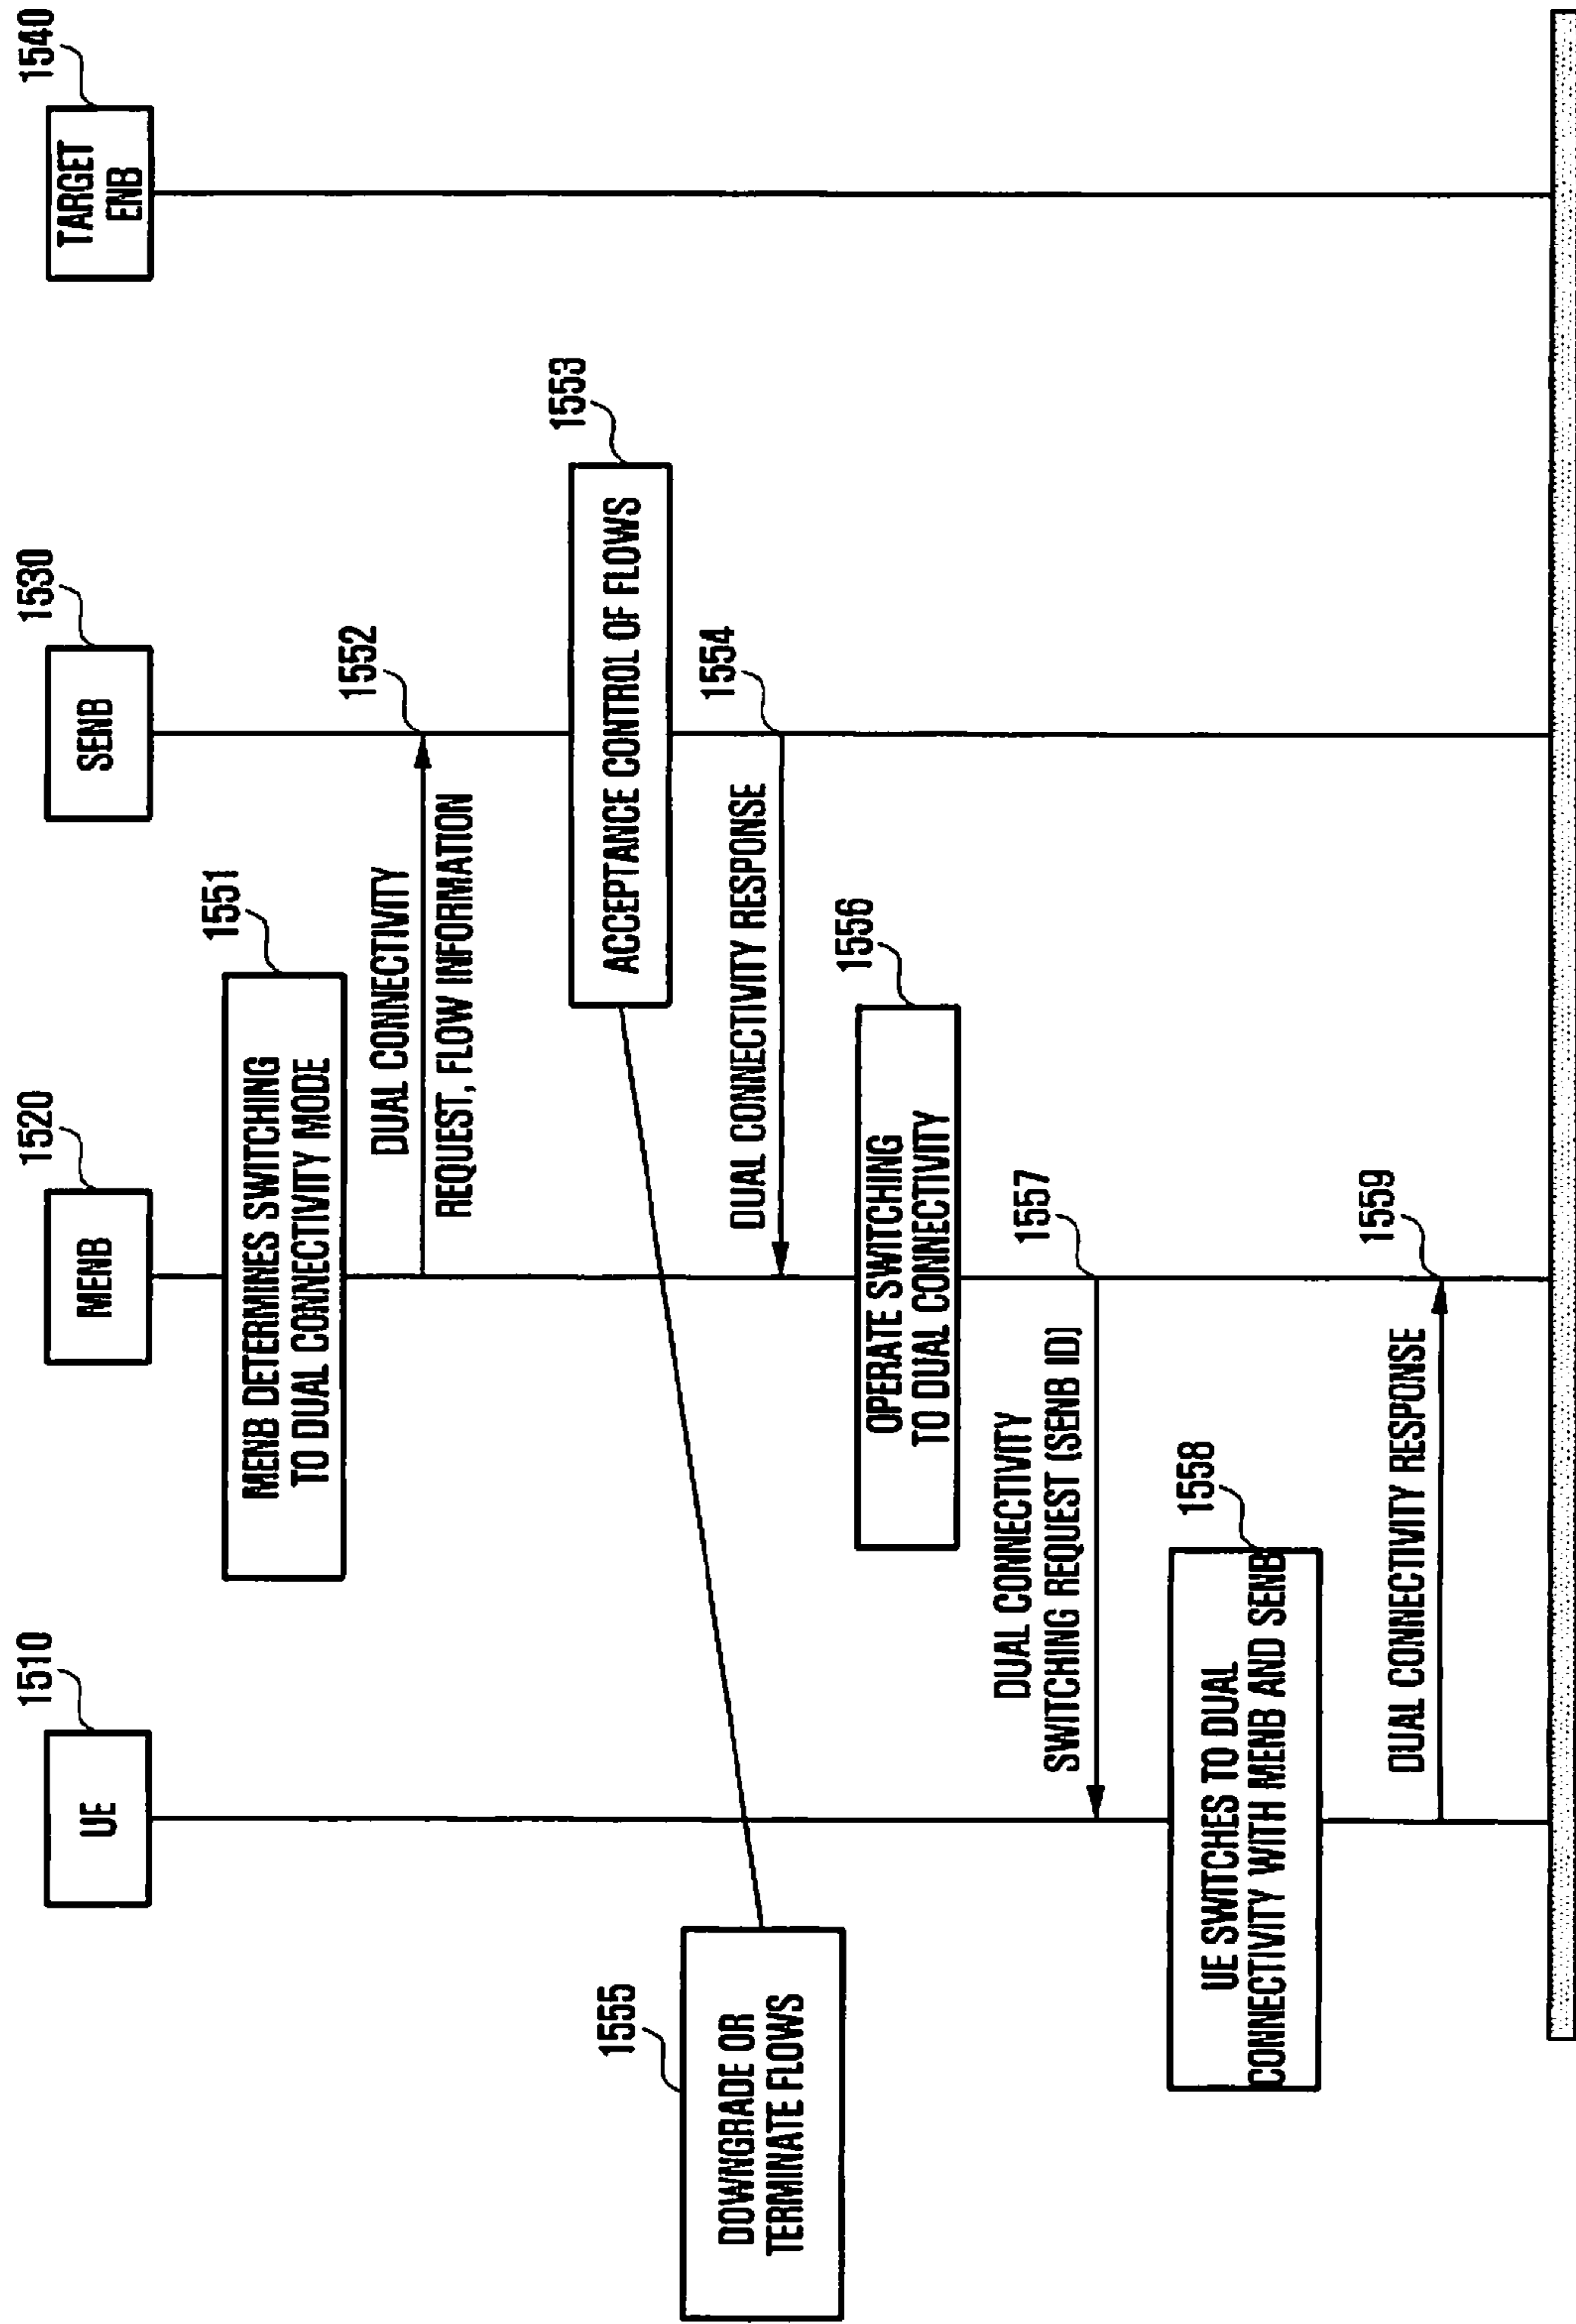 1510
UE
1520
MENB
1530
SENB
1540
TARGET
ENB
1551
MENB DETERMINES SWITCHING
TO DUAL CONNECTIVITY MODE
1552
DUAL CONNECTIVITY
REQUEST, FLOW INFORMATION
1553
ACCEPTANCE CONTROL OF FLOWS
1555
DOWNGRADE OR
TERMINATE FLOWS
1554
DUAL CONNECTIVITY RESPONSE
1556
OPERATE SWITCHING
TO DUAL CONNECTIVITY
1557
DUAL CONNECTIVITY
SWITCHING REQUEST (SENB ID)
1558
UE SWITCHES TO DUAL
CONNECTIVITY WITH MENB AND SENB
1559
DUAL CONNECTIVITY RESPONSE